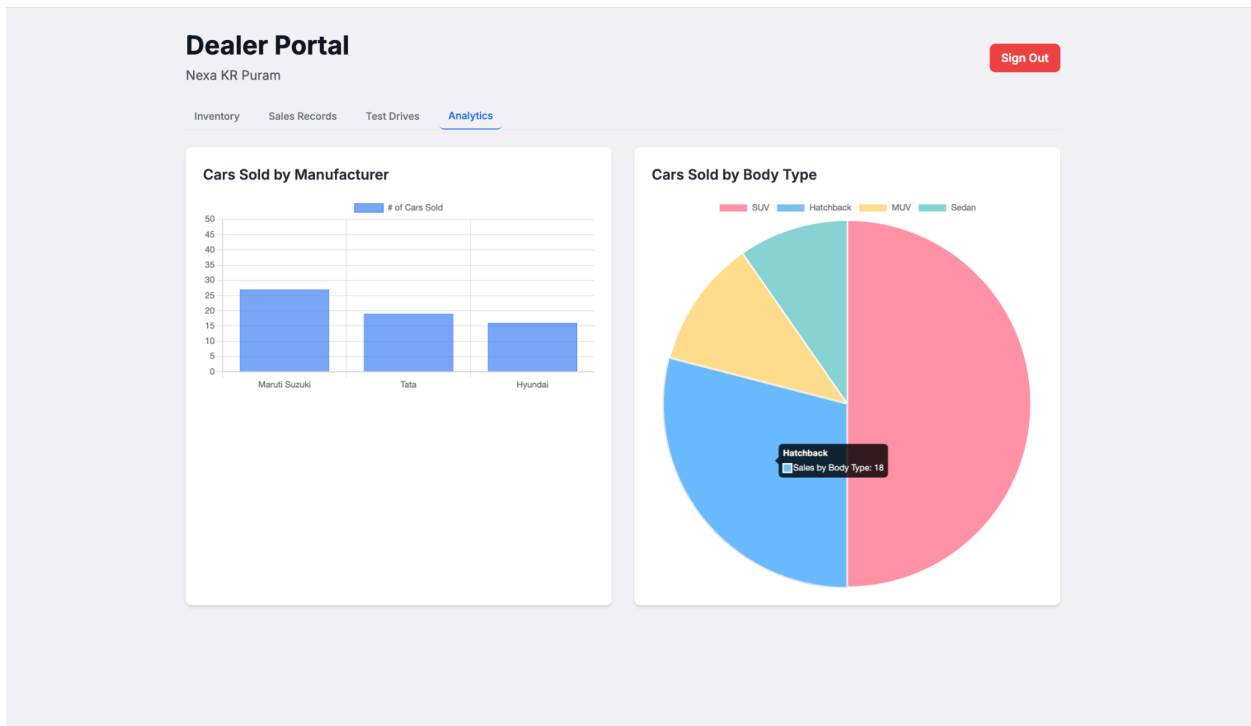 Dealer Portal
Nexa KR Puram
Sign Out
Inventory Sales Records Test Drives Analytics
Cars Sold by Manufacturer
# of Cars Sold
50
45
40
35
30
25
20
15
10
5
0
Maruti Suzuki Tata Hyundai
Cars Sold by Body Type
SUV Hatchback MUV Sedan
Hatchback
Sales by Body Type: 18